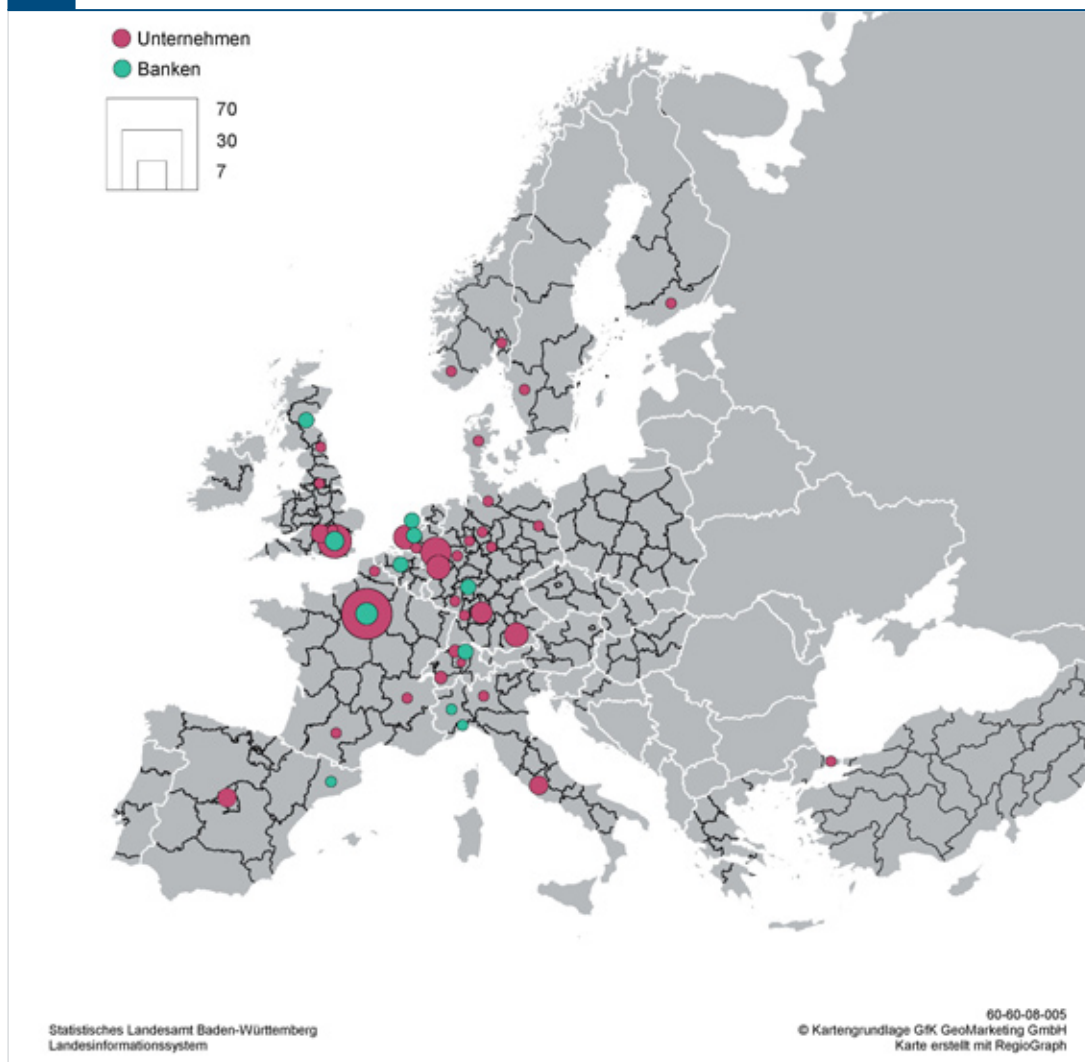 Unternehmen
Banken
70
30
7
Statistisches Landesamt Baden-Württemberg
Landesinformationssystem
60-60-08-005
© Kartengrundlage GfK GeoMarketing GmbH
Karte erstellt mit RegioGraph